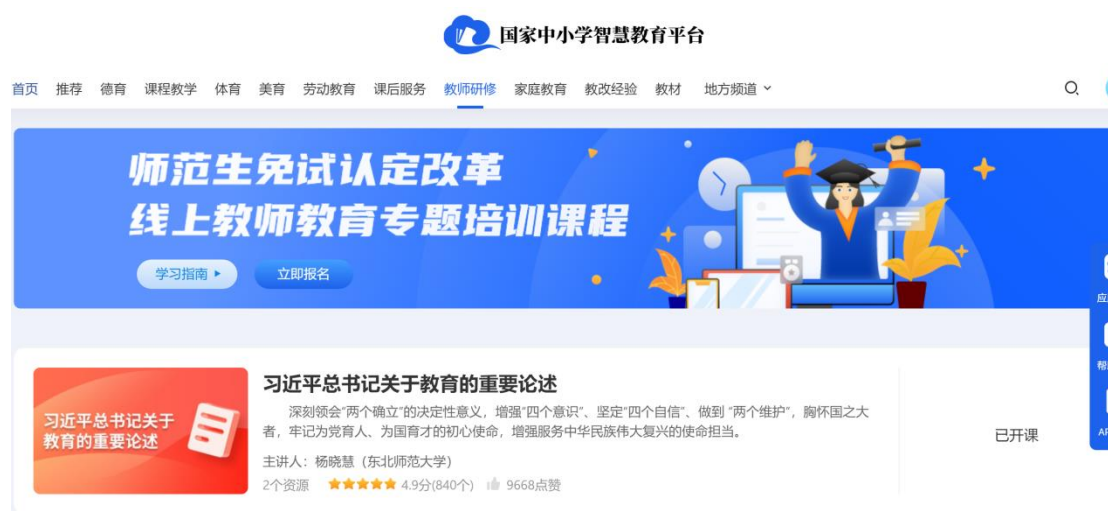 国家中小学智慧教育平台
首页 推荐 德育 课程教学 体育 美育 劳动教育 课后服务 教师研修 家庭教育 教改经验 教材 地方频道
师范生免试认定改革
线上教师教育专题培训课程
学习指南 立即报名
应
帮
AP
习近平总书记关于
教育的重要论述
习近平总书记关于教育的重要论述
深刻领会“两个确立”的决定性意义，增强“四个意识”、坚定“四个自信”、做到 “两个维护”，胸怀国之大
者，牢记为党育人、为国育才的初心使命，增强服务中华民族伟大复兴的使命担当。
主讲人：杨晓慧（东北师范大学）
2个资源 4.9分(840个) 9668点赞
已开课